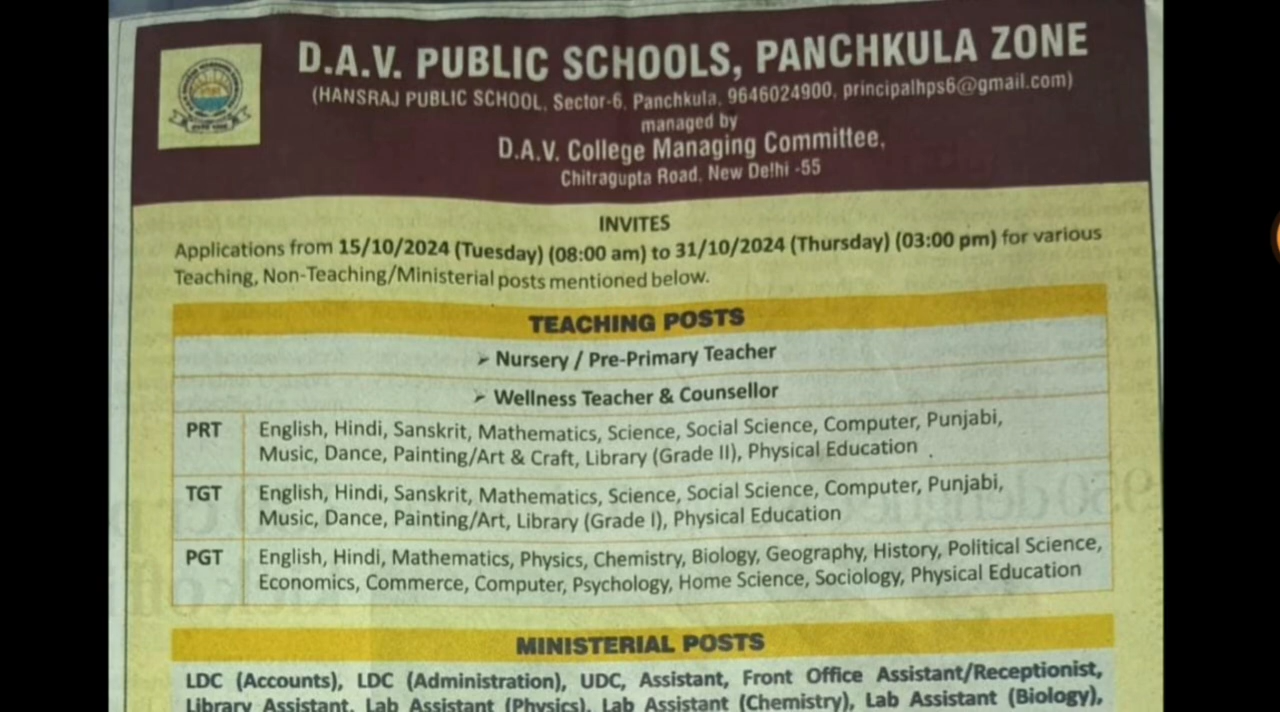 D.A.V. PUBLIC SCHOOLS, PANCHKULA ZONE
(HANSRAJ PUBLIC SCHOOL, Sector-6, Panchkula, 9646024900, principalhps6@gmail.com)
managed by
D.A.V. College Managing Committee,
Chitragupta Road, New Delhi -55
INVITES
Applications from 15/10/2024 (Tuesday) (08:00 am) to 31/10/2024 (Thursday) (03:00 pm) for various
Teaching, Non-Teaching/Ministerial posts mentioned below.
TEACHING POSTS
➢ Nursery / Pre-Primary Teacher
➢ Wellness Teacher & Counsellor
PRT English, Hindi, Sanskrit, Mathematics, Science, Social Science, Computer, Punjabi,
Music, Dance, Painting/Art & Craft, Library (Grade II), Physical Education .
TGT English, Hindi, Sanskrit, Mathematics, Science, Social Science, Computer, Punjabi,
Music, Dance, Painting/Art, Library (Grade I), Physical Education
PGT English, Hindi, Mathematics, Physics, Chemistry, Biology, Geography, History, Political Science,
Economics, Commerce, Computer, Psychology, Home Science, Sociology, Physical Education
MINISTERIAL POSTS
LDC (Accounts), LDC (Administration), UDC, Assistant, Front Office Assistant/Receptionist,
Library Assistant, Lab Assistant (Physics), Lab Assistant (Chemistry), Lab Assistant (Biology),